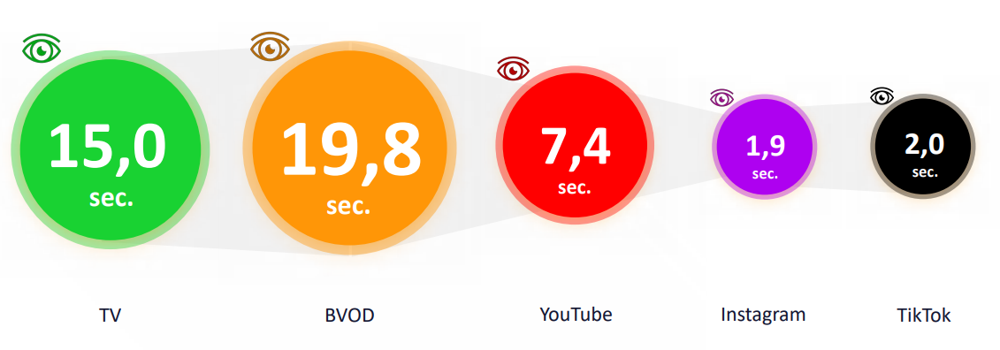 15,0
sec.
19,8
sec.
7,4
sec.
1,9
sec.
2,0
sec.
TV
BVOD
YouTube
Instagram
TikTok